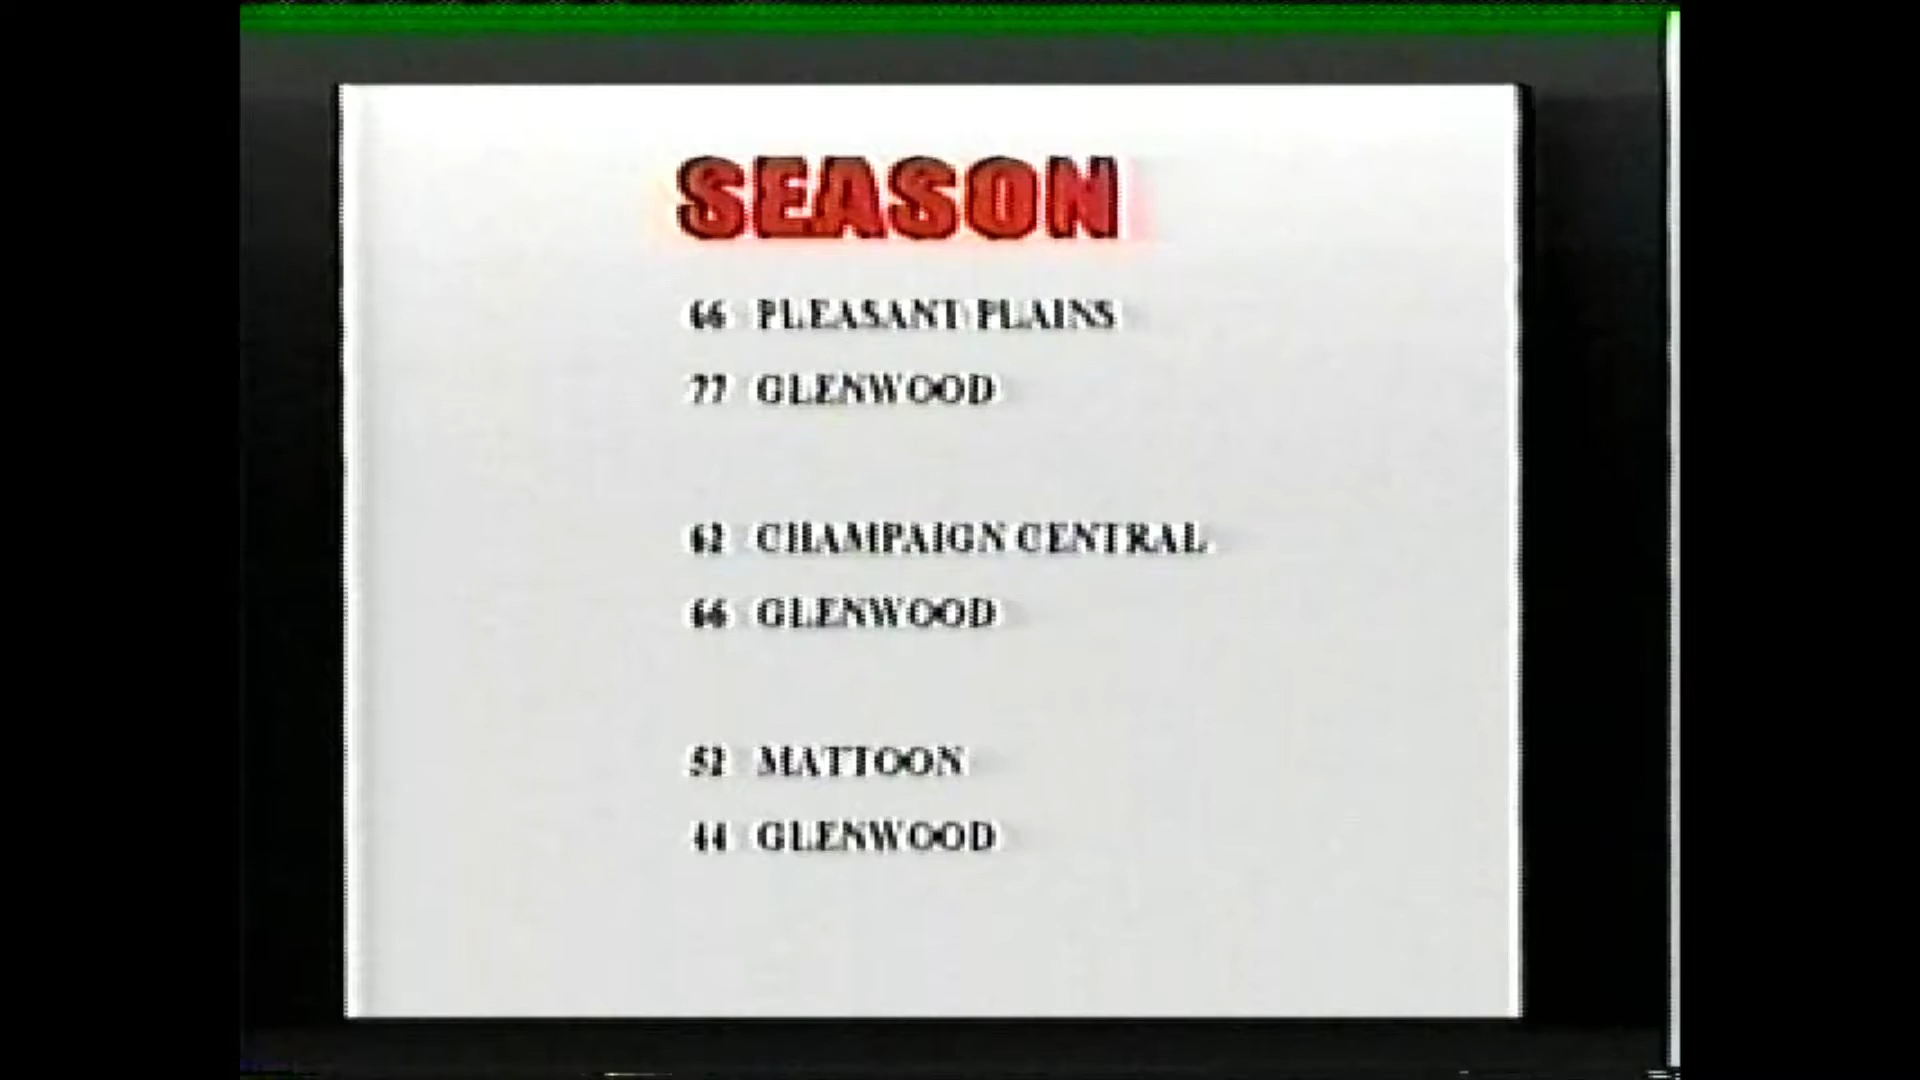 SEASON
66 PLEASANT PLAINS
77 GLENWOOD
62 CHAMPAIGN CENTRAL
66 GLENWOOD
52 MATTOON
44 GLENWOOD